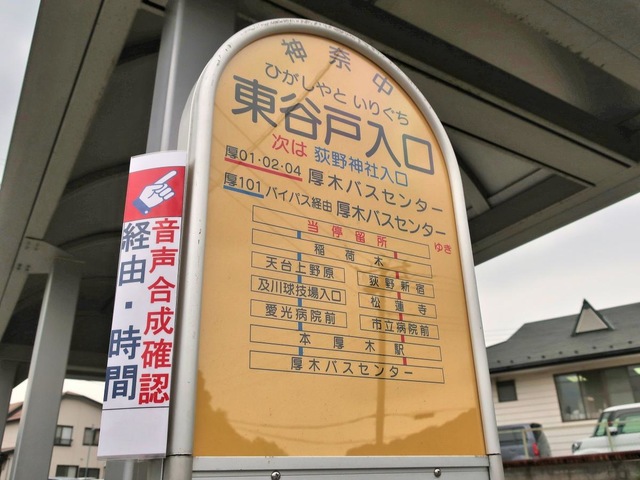 神奈中
ひがしやと いりぐち
東谷戸入口
次は 荻野神社入口
厚01・02・04 厚木バスセンター
厚101 バイパス経由 厚木バスセンター
ゆき
当停留所
稲荷木
天台上野原 荻野新宿
及川球技場入口 松蓮寺
愛光病院前 市立病院前
本厚木駅
厚木バスセンター
音声合成確認
経由・時間